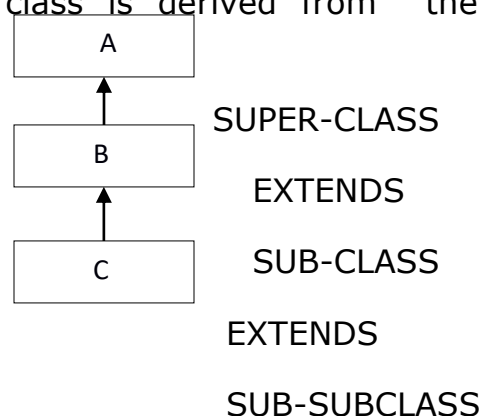 class is derived from the
A
SUPER-CLASS
B
EXTENDS
SUB-CLASS
C
EXTENDS
SUB-SUBCLASS